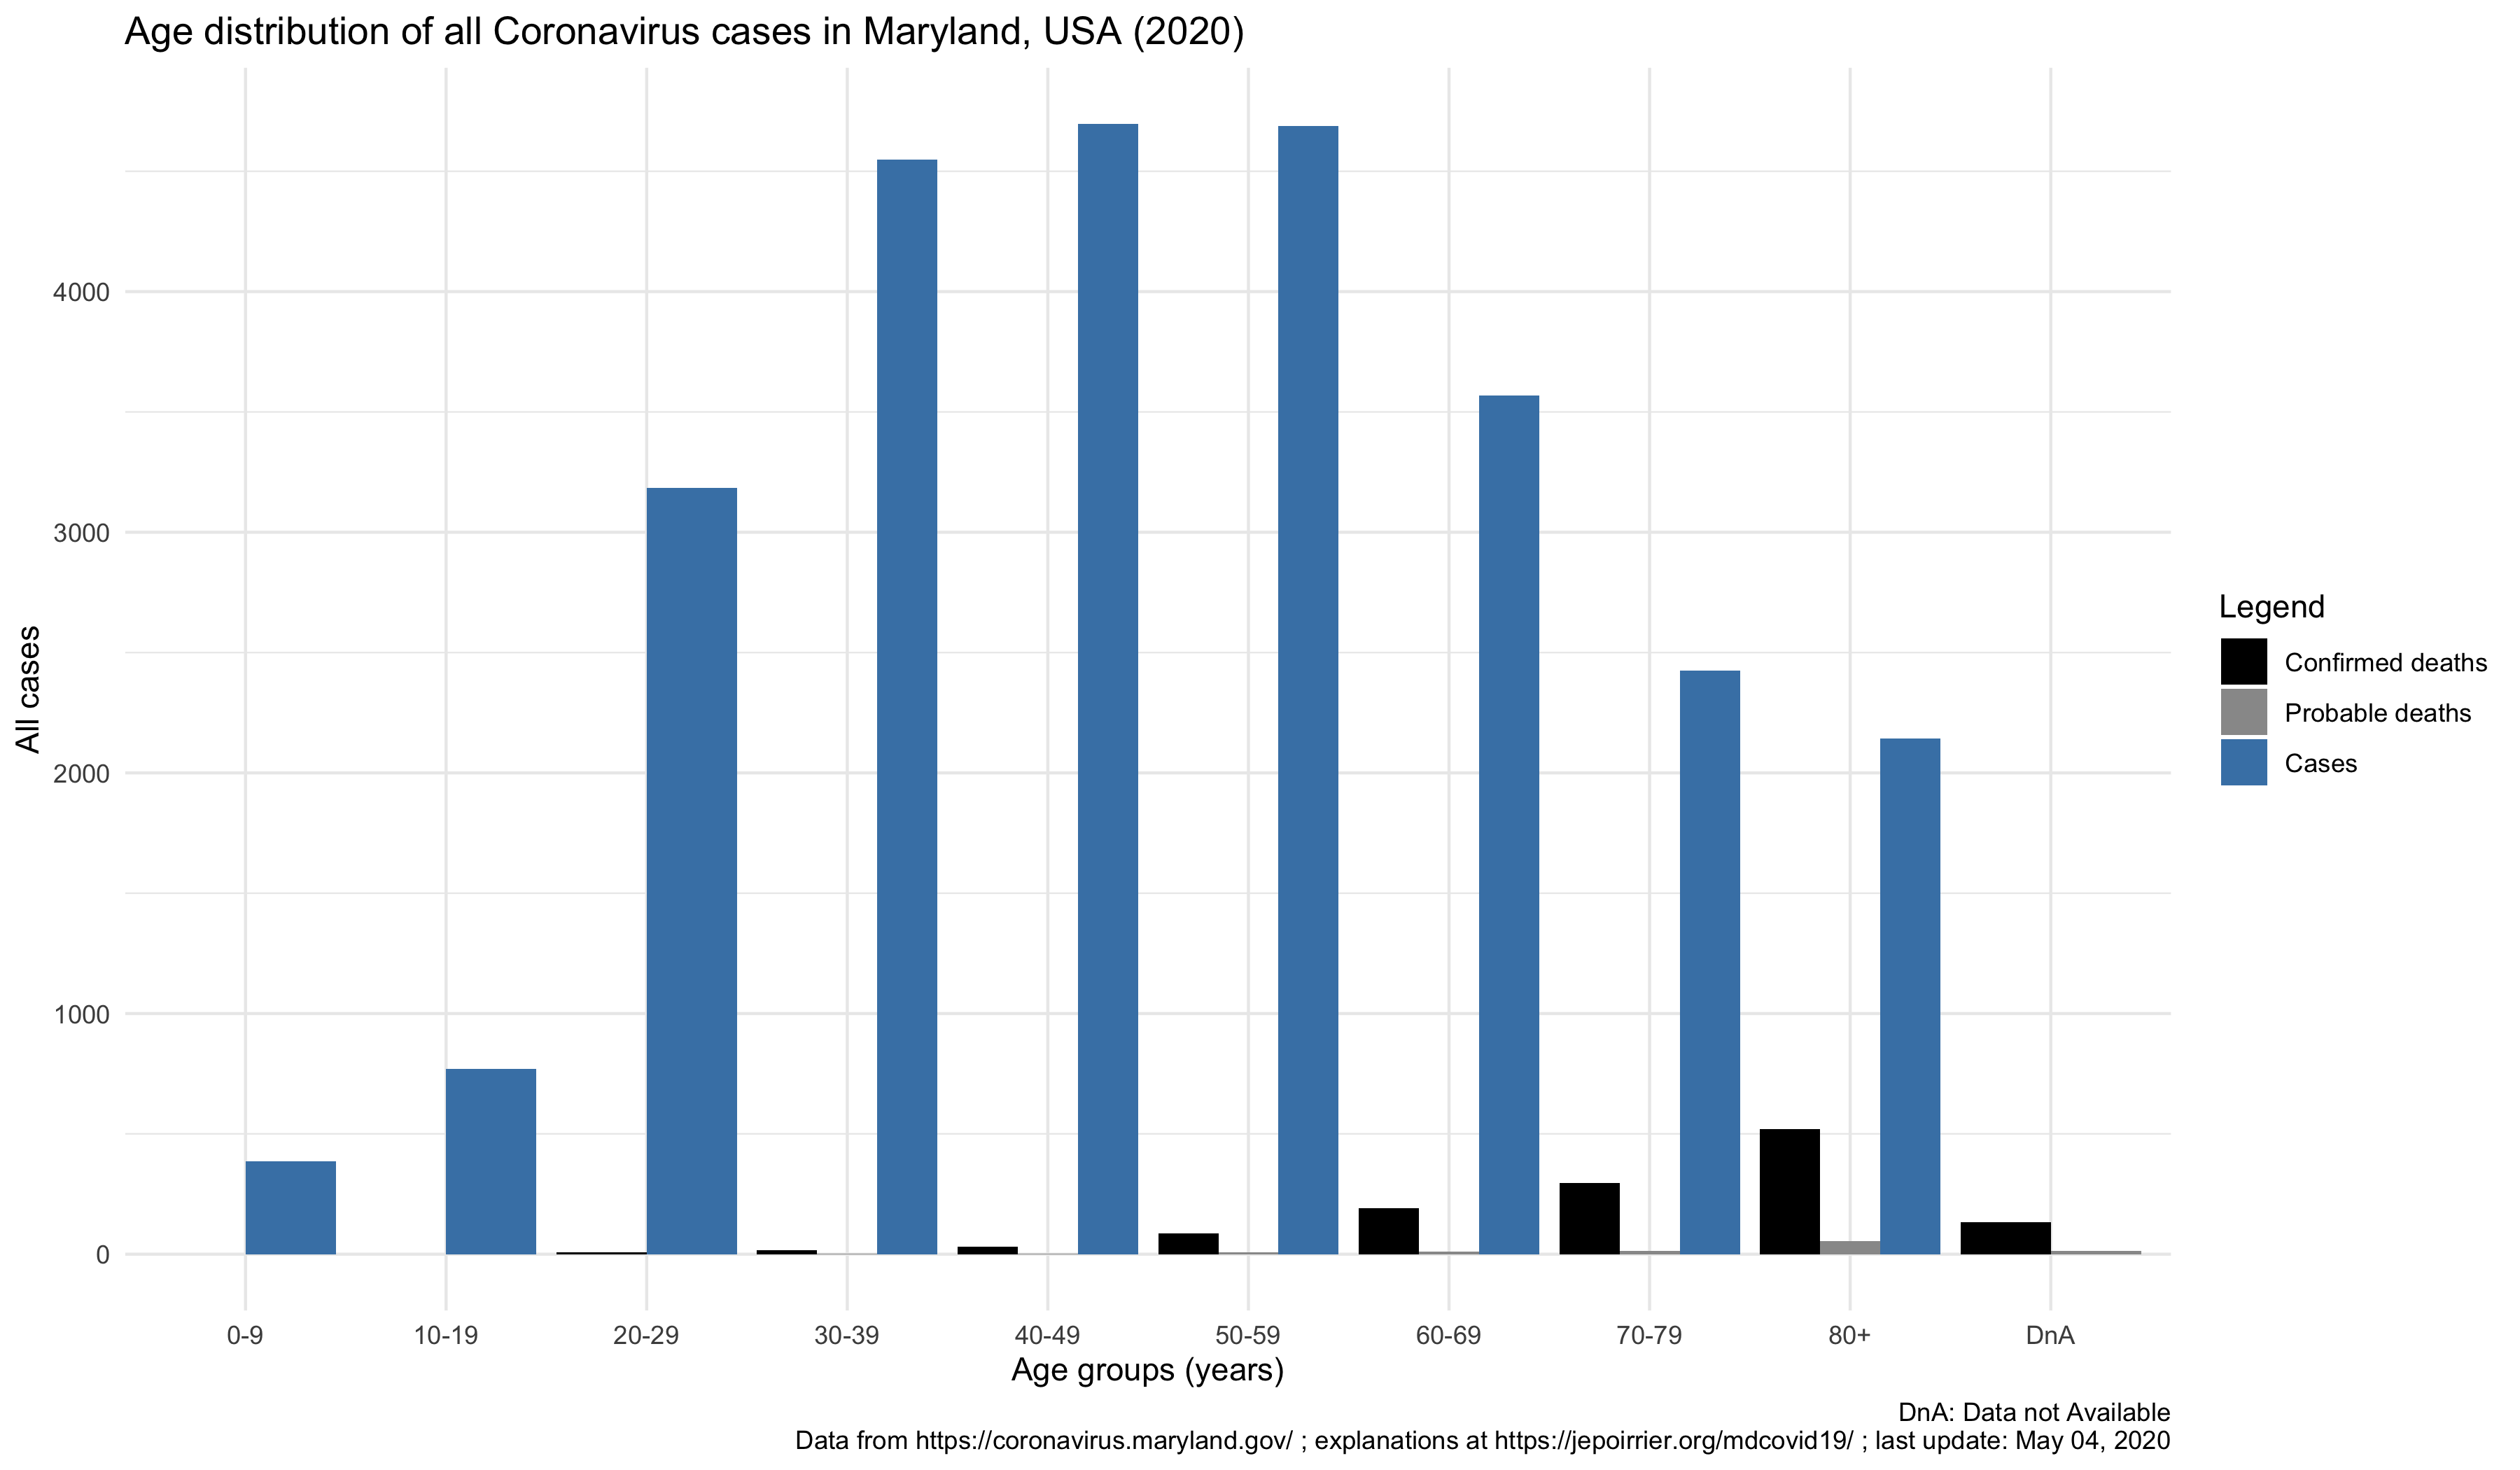 Age distribution of all Coronavirus cases in Maryland, USA (2020)
All cases
4000
3000
2000
1000
0
0-9
10-19
20-29
30-39
40-49
50-59
60-69
70-79
80+
DnA
Age groups (years)
Legend
Confirmed deaths
Probable deaths
Cases
DnA: Data not Available
Data from https://coronavirus.maryland.gov/ ; explanations at https://jepoirrier.org/mdcovid19/ ; last update: May 04, 2020